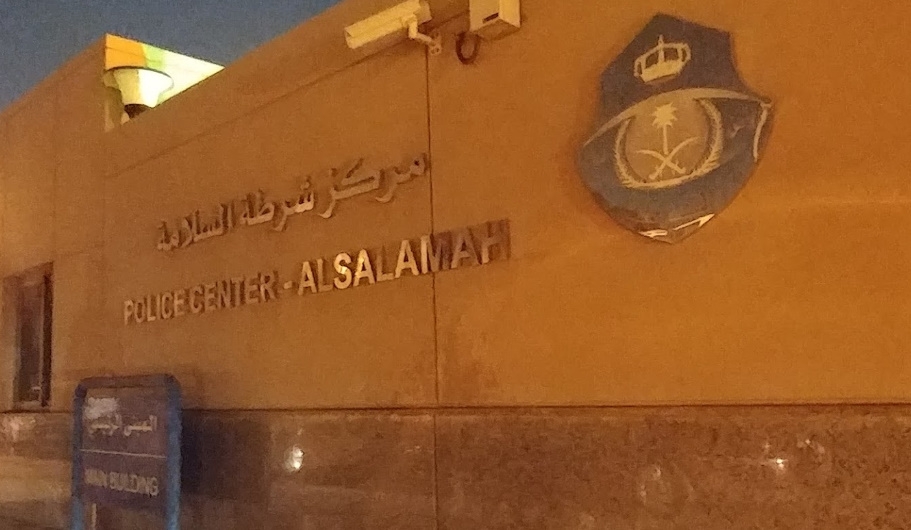 مركز شرطة السلامة
POLICE CENTER - ALSALAMAH
المبنى الرئيسي
MAIN BUILDING